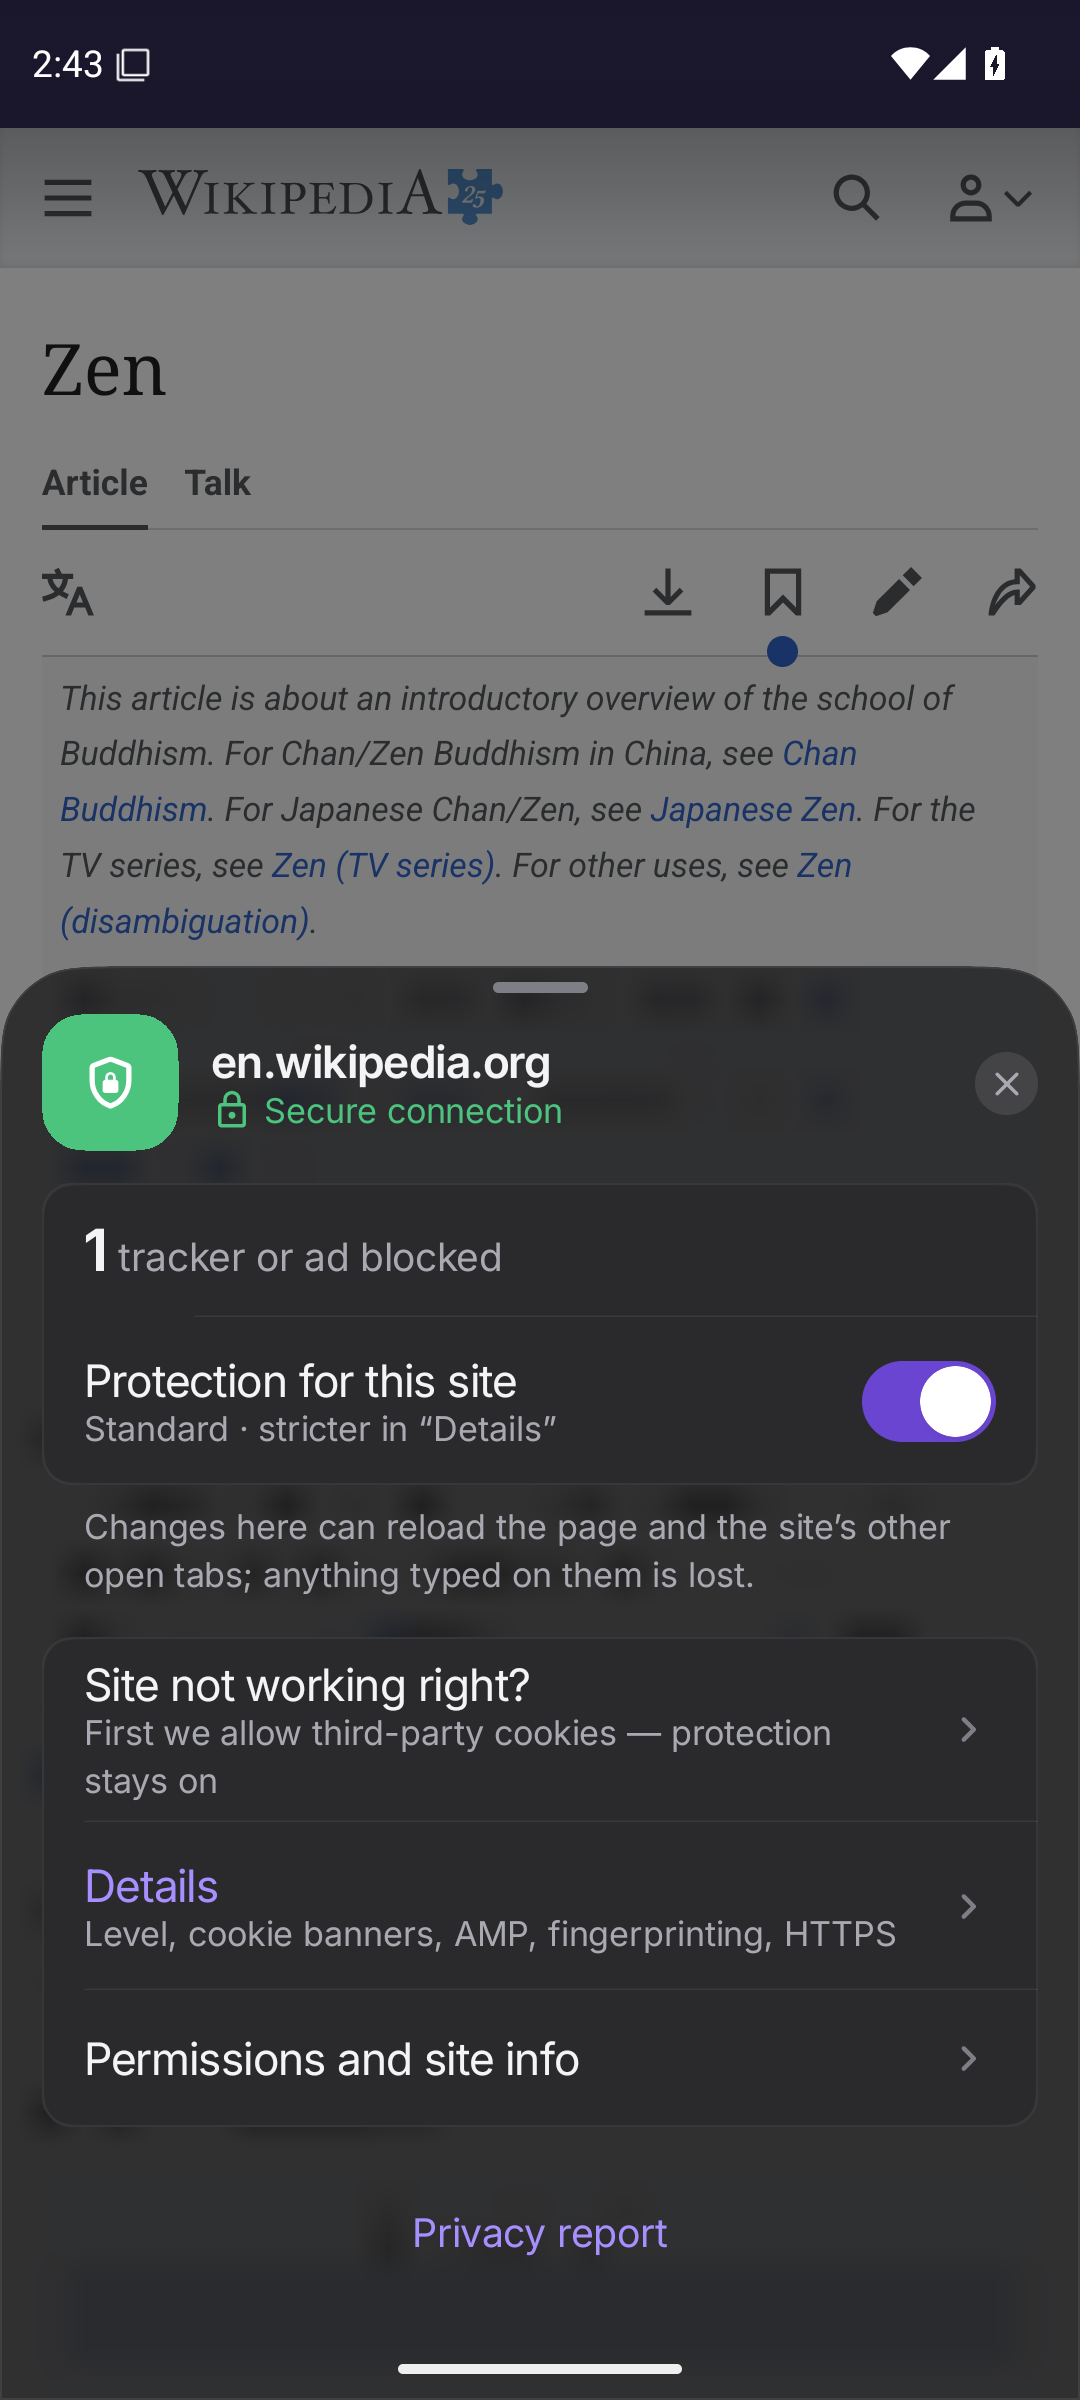 2:43
WIKIPEDIA 25
Zen
Article Talk
文A
This article is about an introductory overview of the school of
Buddhism. For Chan/Zen Buddhism in China, see Chan
Buddhism. For Japanese Chan/Zen, see Japanese Zen. For the
TV series, see Zen (TV series). For other uses, see Zen
(disambiguation).
en.wikipedia.org
Secure connection
1 tracker or ad blocked
Protection for this site
Standard · stricter in “Details”
Changes here can reload the page and the site’s other
open tabs; anything typed on them is lost.
Site not working right?
First we allow third-party cookies — protection
stays on
Details
Level, cookie banners, AMP, fingerprinting, HTTPS
Permissions and site info
Privacy report